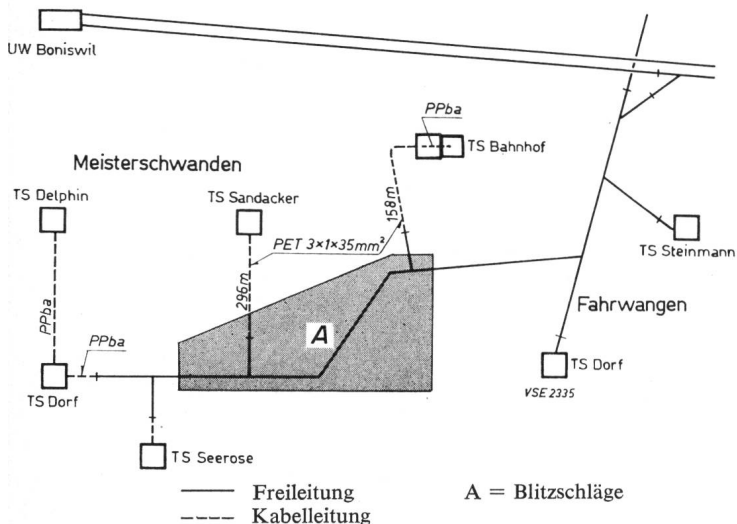 UW Boniswil
PPba
TS Bahnhof
Meisterschwanden
TS Delphin
TS Sandacker
158m
PET 3×1×35mm²
TS Steinmann
296m
PPba
A
Fahrwangen
PPba
TS Dorf
TS Dorf
VSE 2335
TS Seerose
Freileitung
A = Blitzschläge
Kabelleitung